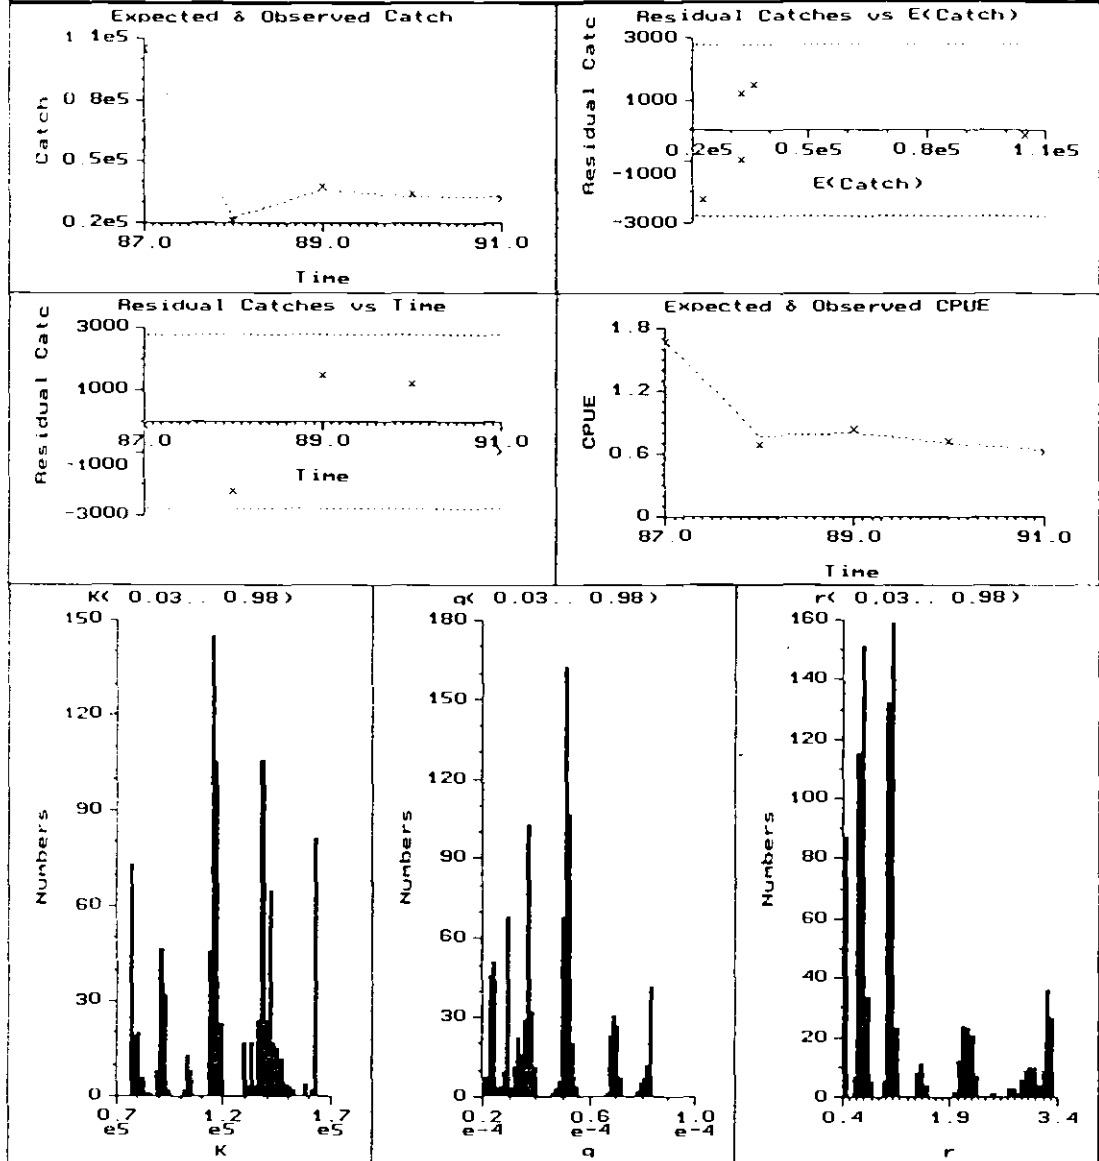 Expected & Observed Catch
1 1e5
0 8e5
0.5e5
0.2e5
Catch
87.0
89.0
91.0
Time
Residual Catches vs E(Catch)
3000
1000
-1000
-3000
Residual Catc
0.2e5
0.5e5
0.8e5
1.1e5
E(Catch)
Residual Catches vs Time
3000
1000
-1000
-3000
Residual Catc
87.0
89.0
91.0
Time
Expected & Observed CPUE
1.8
1.2
0.6
0
CPUE
87.0
89.0
91.0
Time
K( 0.03.. 0.98)
150
120
90
60
30
0
Numbers
0.7
e5
1.2
e5
1.7
e5
K
q( 0.03.. 0.98)
180
150
120
90
60
30
0
Numbers
0.2
e-4
0.6
e-4
1.0
e-4
q
r( 0.03.. 0.98)
160
140
120
100
80
60
40
20
0
Numbers
0.4
1.9
3.4
r